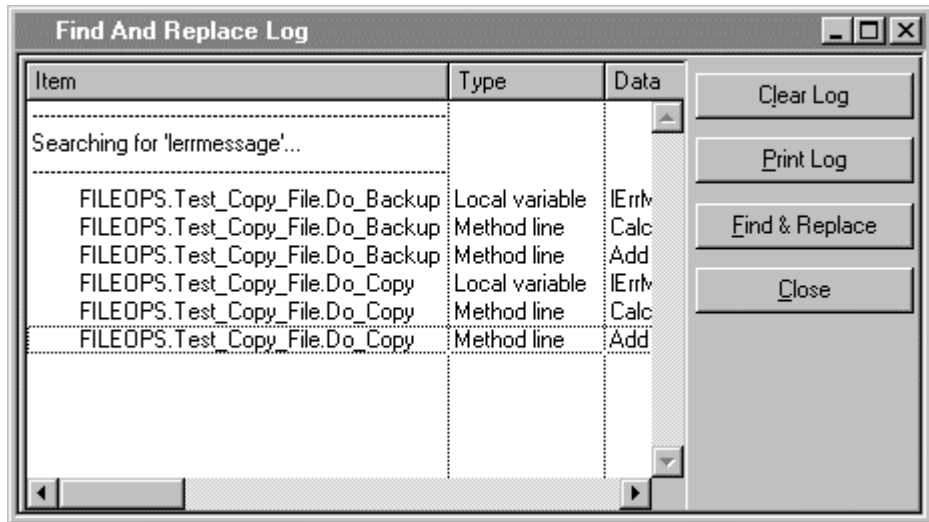 Find And Replace Log
Item Type Data
Searching for 'lerrmessage'...
FILEOPS.Test_Copy_File.Do_Backup Local variable lErrM
FILEOPS.Test_Copy_File.Do_Backup Method line Calc
FILEOPS.Test_Copy_File.Do_Backup Method line Add
FILEOPS.Test_Copy_File.Do_Copy Local variable lErrM
FILEOPS.Test_Copy_File.Do_Copy Method line Calc
FILEOPS.Test_Copy_File.Do_Copy Method line Add
Clear Log
Print Log
Find & Replace
Close